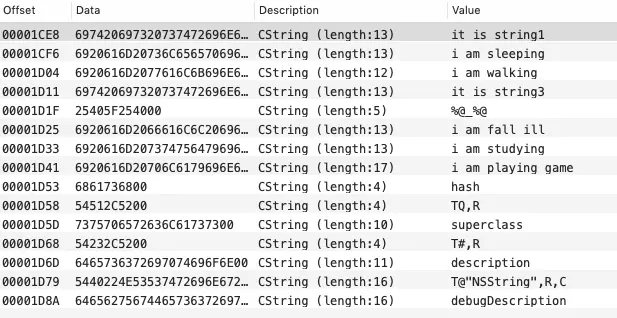 Offset Data Description Value
00001CE8 697420697320737472696E6… CString (length:13) it is string1
00001CF6 6920616D20736C656570696… CString (length:13) i am sleeping
00001D04 6920616D2077616C6B696E6… CString (length:12) i am walking
00001D11 697420697320737472696E6… CString (length:13) it is string3
00001D1F 25405F254000 CString (length:5) %@_%@
00001D25 6920616D2066616C6C20696… CString (length:13) i am fall ill
00001D33 6920616D207374756479696… CString (length:13) i am studying
00001D41 6920616D20706C6179696E6… CString (length:17) i am playing game
00001D53 6861736800 CString (length:4) hash
00001D58 54512C5200 CString (length:4) TQ,R
00001D5D 7375706572636C61737300 CString (length:10) superclass
00001D68 54232C5200 CString (length:4) T#,R
00001D6D 6465736372697074696F6E00 CString (length:11) description
00001D79 5440224E53537472696E672… CString (length:16) T@"NSString",R,C
00001D8A 64656275674465736372697… CString (length:16) debugDescription